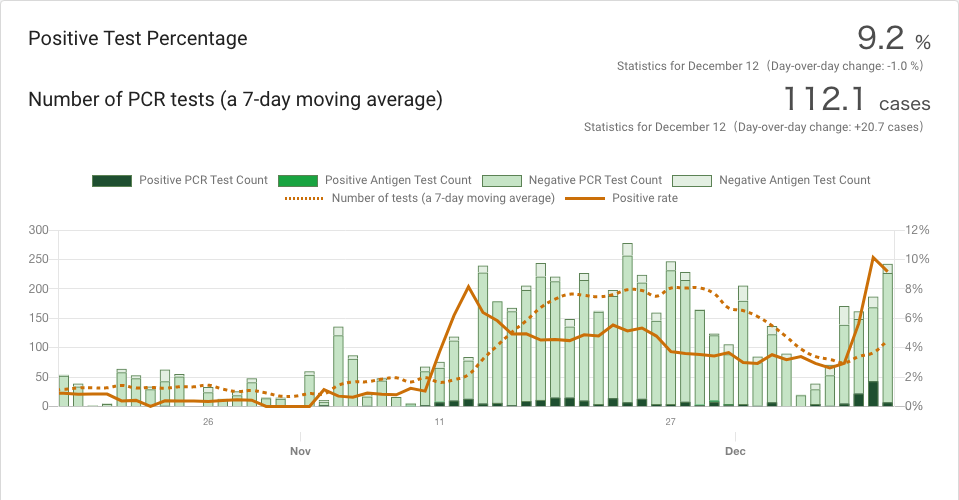 Positive Test Percentage
9.2 %
Statistics for December 12（Day-over-day change: -1.0 %）
Number of PCR tests (a 7-day moving average)
112.1 cases
Statistics for December 12（Day-over-day change: +20.7 cases）
Positive PCR Test Count Positive Antigen Test Count Negative PCR Test Count Negative Antigen Test Count
Number of tests (a 7-day moving average) Positive rate
300 12%
250 10%
200 8%
150 6%
100 4%
50 2%
0 0%
26 11 27
Nov Dec